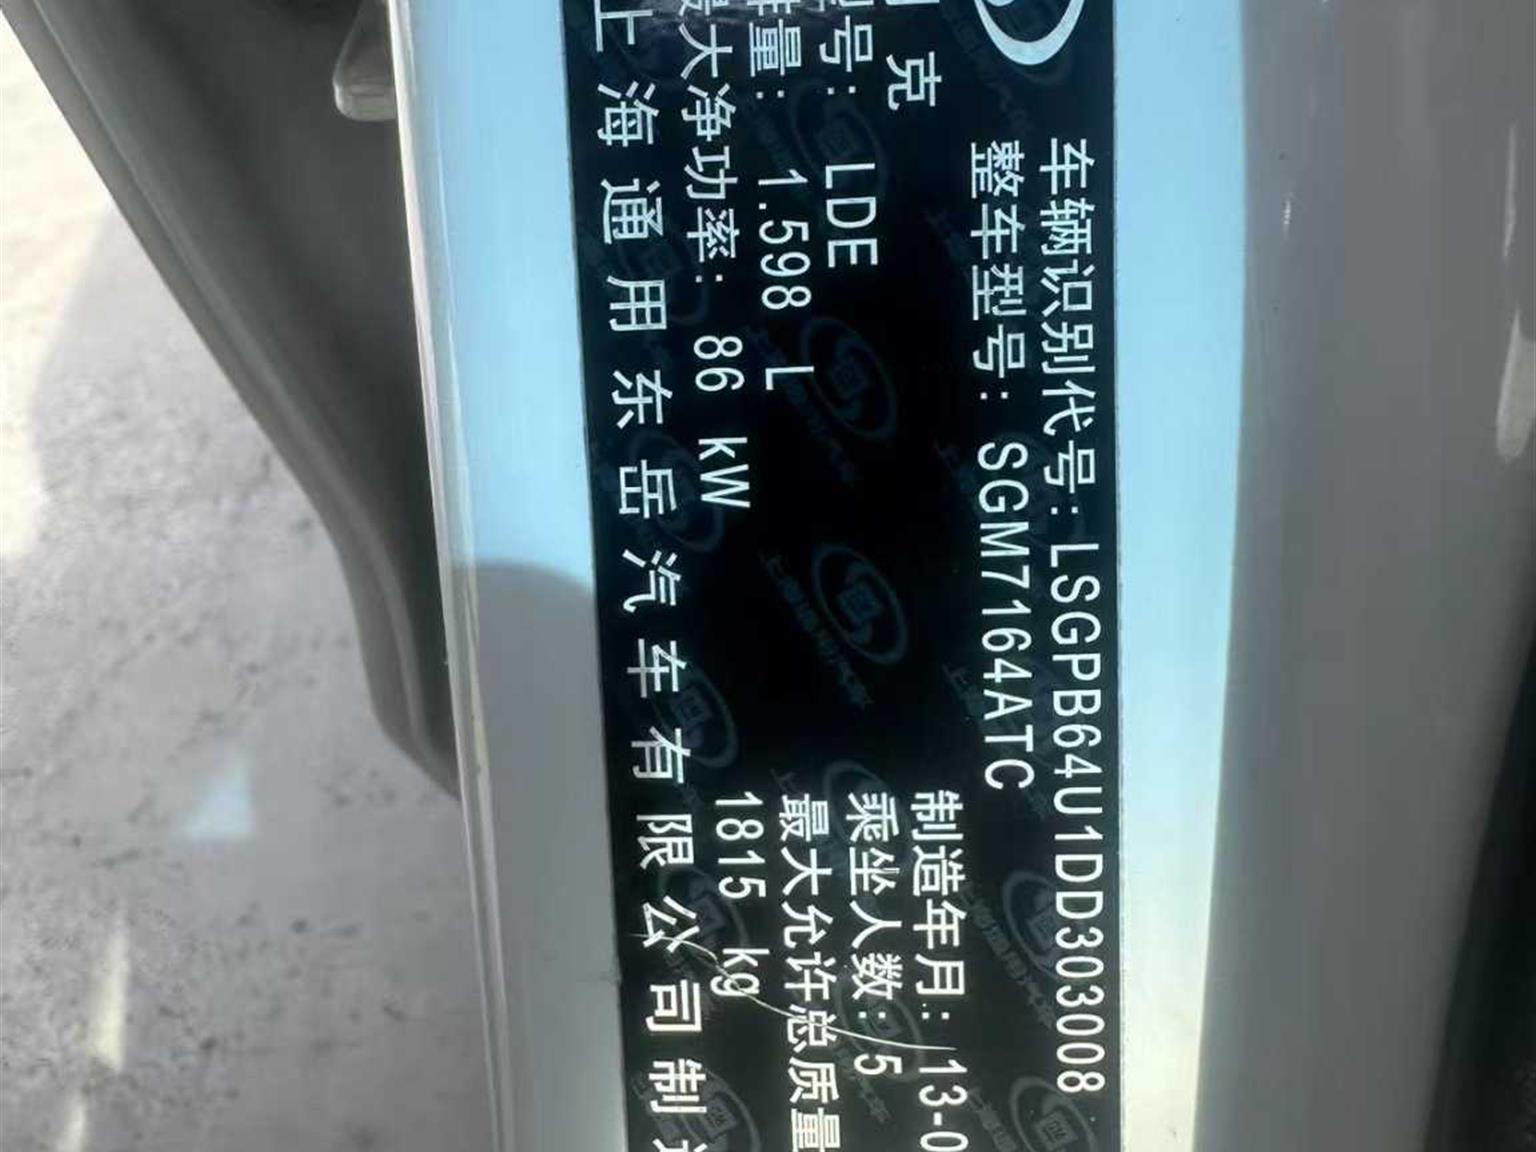 克
车辆识别代号: LSGPB64U1DD303008
整车型号: SGM7164ATC
号: LDE
制造年月: 13-0
量: 1.598 L
乘坐人数: 5
最大净功率: 86 kW
最大允许总质量
1815 kg
上海通用东岳汽车有限公司制